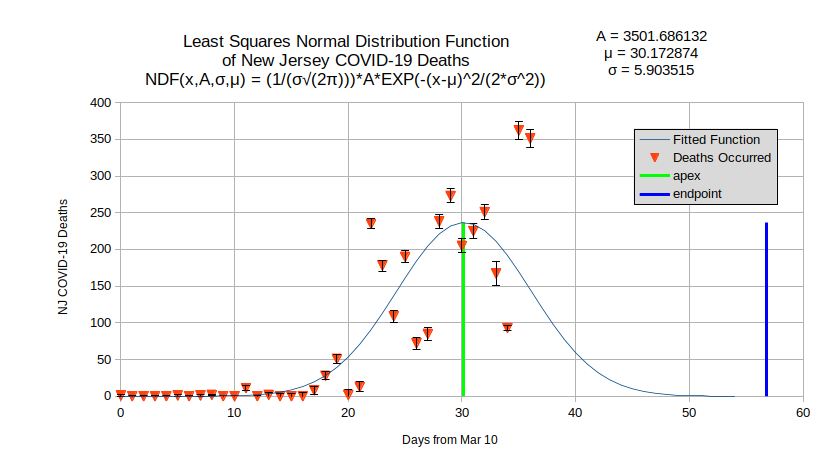 Least Squares Normal Distribution Function
of New Jersey COVID-19 Deaths
NDF(x,A,σ,μ) = (1/(σ√(2π)))*A*EXP(-(x-μ)^2/(2*σ^2))
A = 3501.686132
μ = 30.172874
σ = 5.903515
400
350
300
250
200
150
100
50
0
NJ COVID-19 Deaths
Fitted Function
Deaths Occurred
apex
endpoint
0 10 20 30 40 50 60
Days from Mar 10